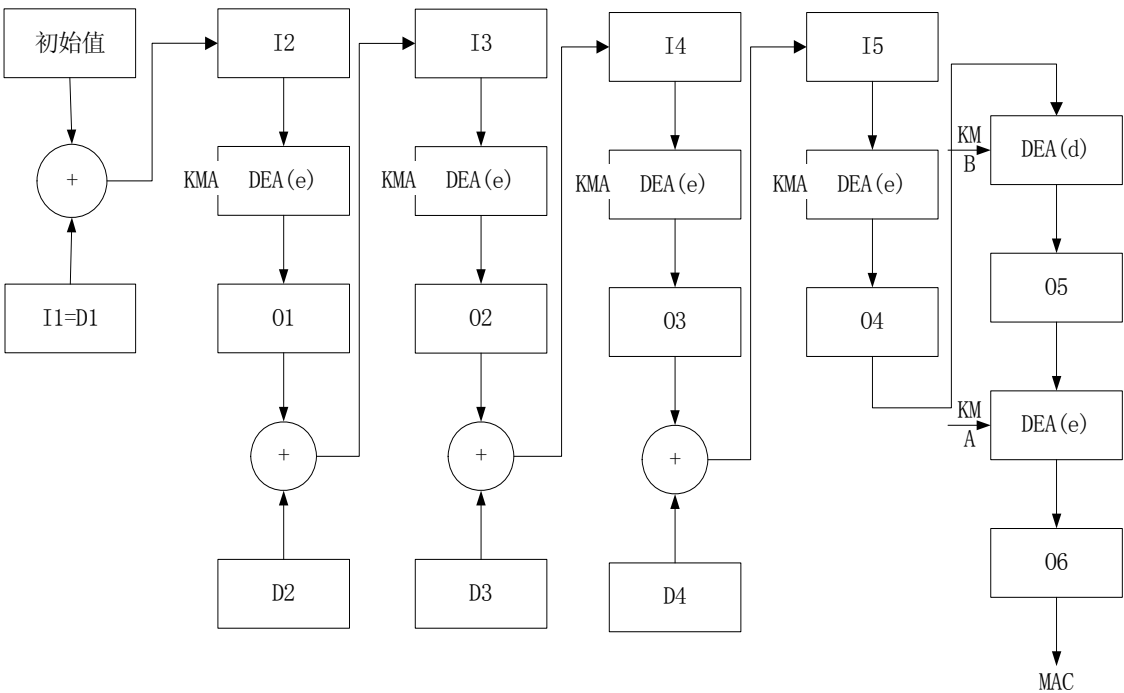 初始值
+
I1=D1
I2
KMA
DEA(e)
O1
+
D2
I3
KMA
DEA(e)
O2
+
D3
I4
KMA
DEA(e)
O3
+
D4
I5
KMA
DEA(e)
O4
KM
B
DEA(d)
O5
KM
A
DEA(e)
O6
MAC